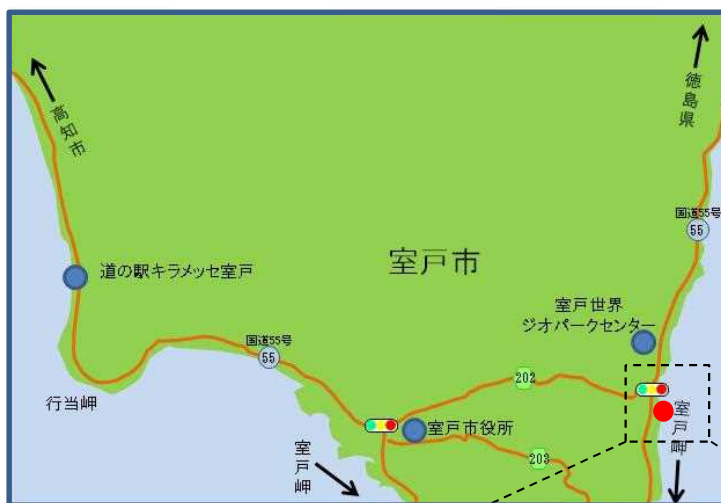 高知市
徳島県
国道55号
55
道の駅キラメッセ室戸
室戸市
室戸世界
ジオパークセンター
国道55号
55
行当岬
202
室戸市役所
室戸岬
203
室戸岬